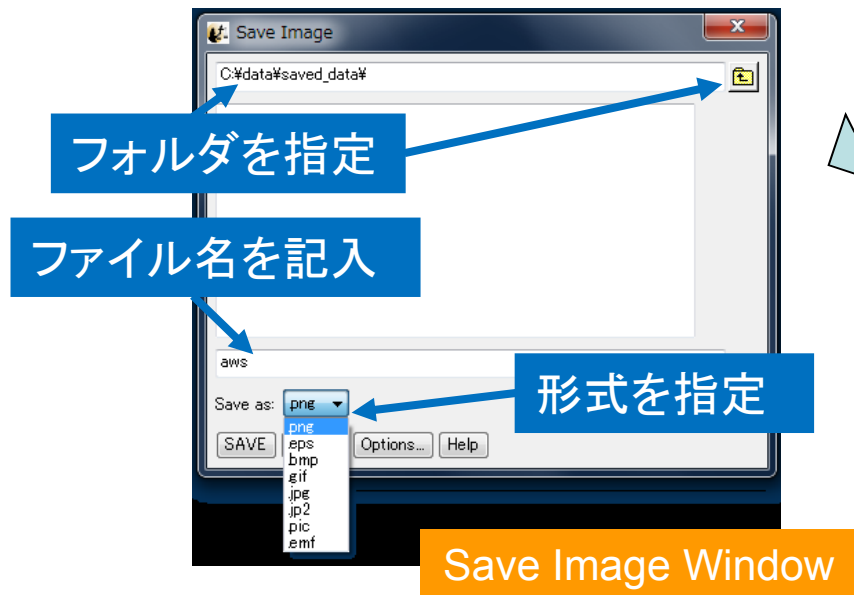 Save Image
C:¥data¥saved_data¥
フォルダを指定
ファイル名を記入
aws
形式を指定
Save as: .png
.png
.eps
.bmp
.gif
.jpg
.jp2
.pic
.emf
SAVE Options... Help
Save Image Window